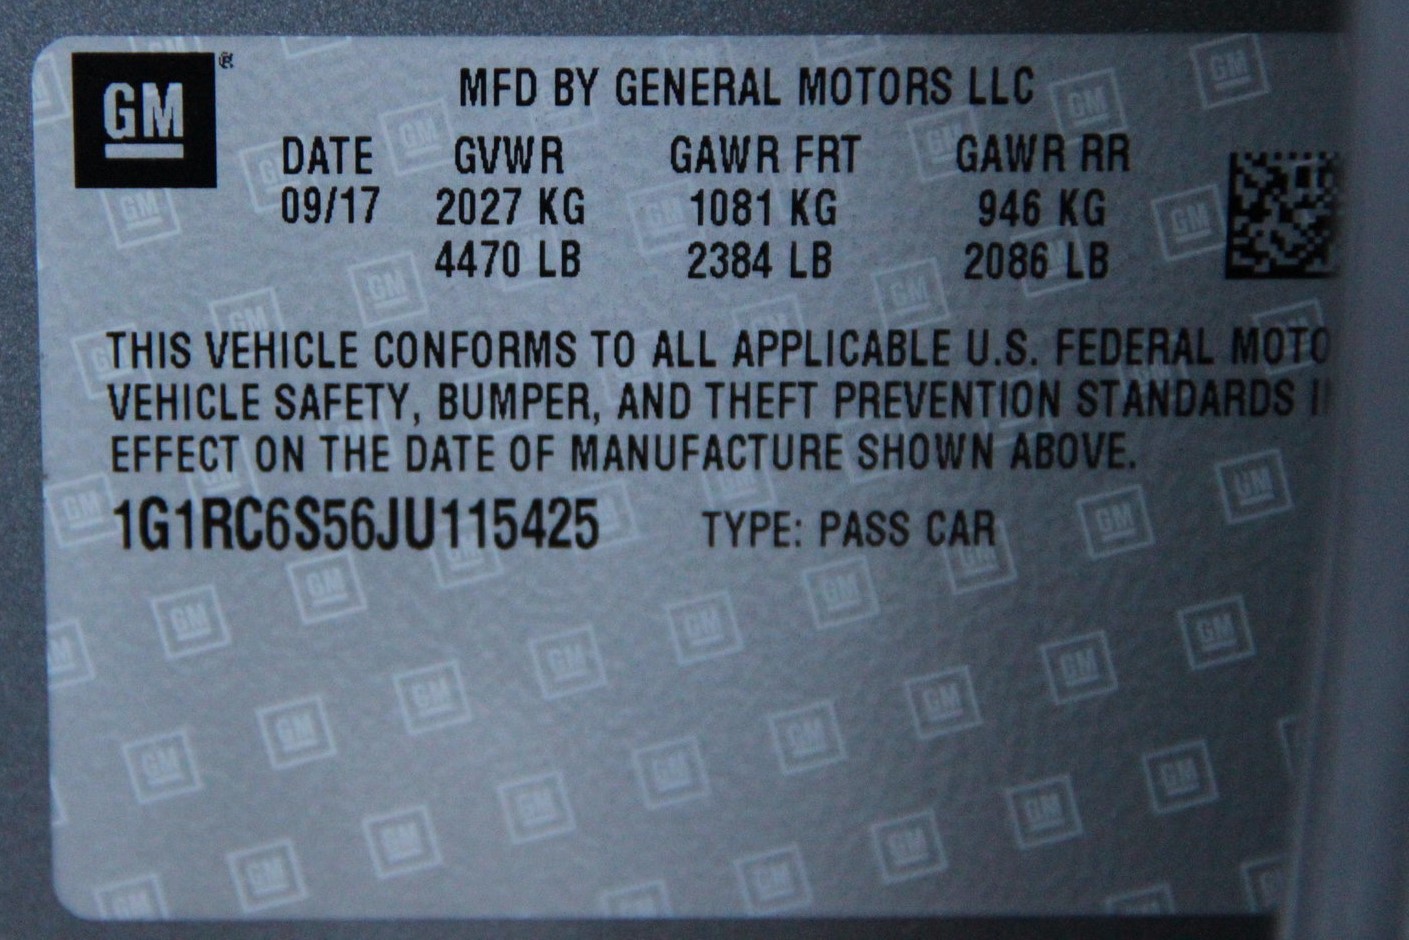 GM®
MFD BY GENERAL MOTORS LLC
DATE GVWR GAWR FRT GAWR RR
09/17 2027 KG 1081 KG 946 KG
4470 LB 2384 LB 2086 LB
THIS VEHICLE CONFORMS TO ALL APPLICABLE U.S. FEDERAL MOTO
VEHICLE SAFETY, BUMPER, AND THEFT PREVENTION STANDARDS
EFFECT ON THE DATE OF MANUFACTURE SHOWN ABOVE.
1G1RC6S56JU115425 TYPE: PASS CAR